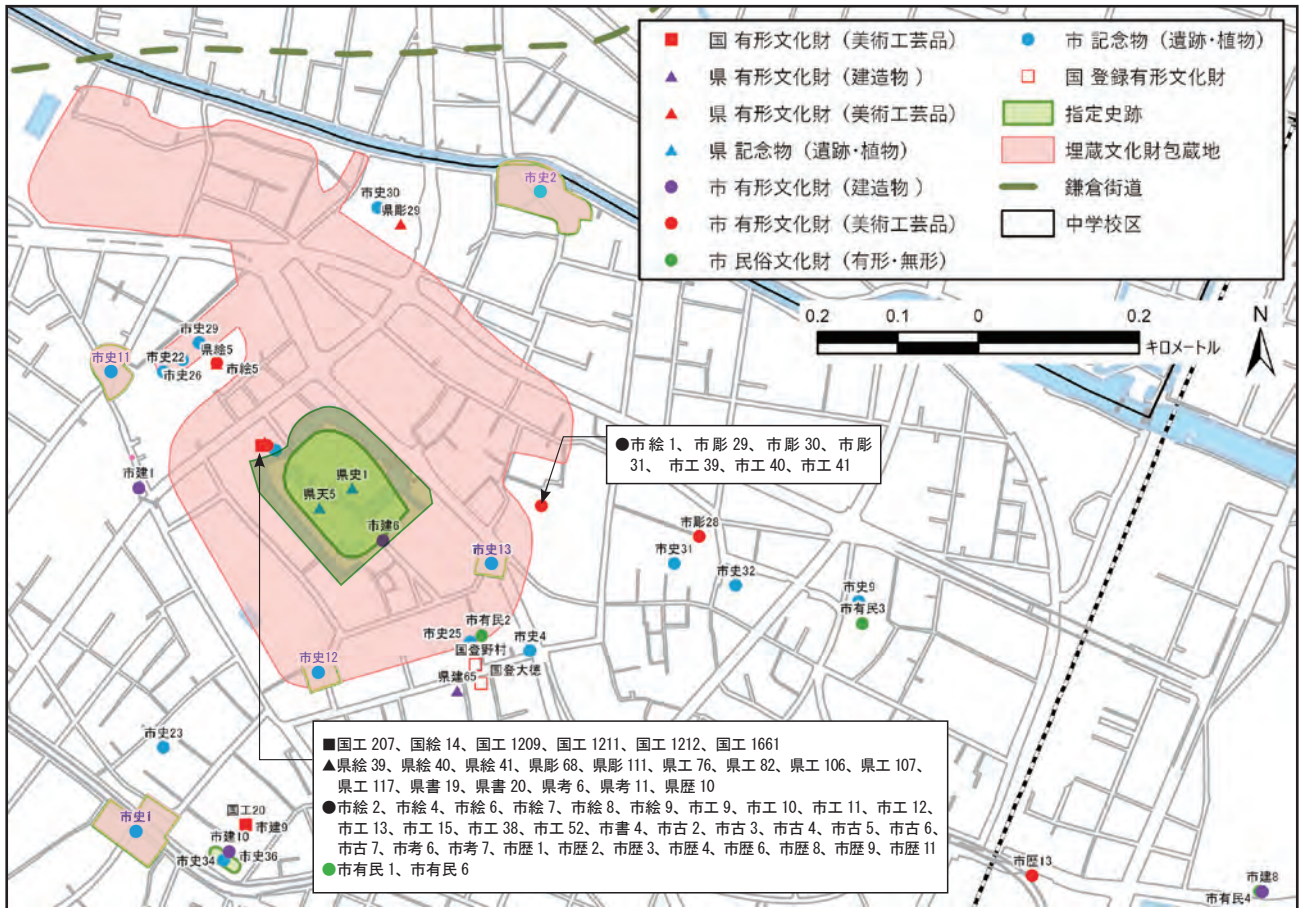 国 有形文化財（美術工芸品）
県 有形文化財（建造物 ）
県 有形文化財（美術工芸品）
県 記念物（遺跡・植物）
市 有形文化財（建造物 ）
市 有形文化財（美術工芸品）
市 民俗文化財（有形・無形）
市 記念物（遺跡・植物）
国 登録有形文化財
指定史跡
埋蔵文化財包蔵地
鎌倉街道
中学校区
0.2 0.1 0 0.2
キロメートル
N
市史30
県彫29
市史2
市史29
市史22
県絵5
市史26
市絵5
市史11
市建1
県史1
県天5
市建6
市史13
●市絵 1、市彫 29、市彫 30、市彫
31、 市工 39、市工 40、市工 41
市彫28
市史31
市史32
市史9
市有民3
市有民2
市史25
市史4
国登野村
国登大徳
県建65
市史12
市史23
市史1
国工20
市建9
市建10
市史34
市史36
■国工 207、国絵 14、国工 1209、国工 1211、国工 1212、国工 1661
▲県絵 39、県絵 40、県絵 41、県彫 68、県彫 111、県工 76、県工 82、県工 106、県工 107、
県工 117、県書 19、県書 20、県考 6、県考 11、県歴 10
●市絵 2、市絵 4、市絵 6、市絵 7、市絵 8、市絵 9、市工 9、市工 10、市工 11、市工 12、
市工 13、市工 15、市工 38、市工 52、市書 4、市古 2、市古 3、市古 4、市古 5、市古 6、
市古 7、市考 6、市考 7、市歴 1、市歴 2、市歴 3、市歴 4、市歴 6、市歴 8、市歴 9、市歴 11
●市有民 1、市有民 6
市歴13
市建8
市有民4